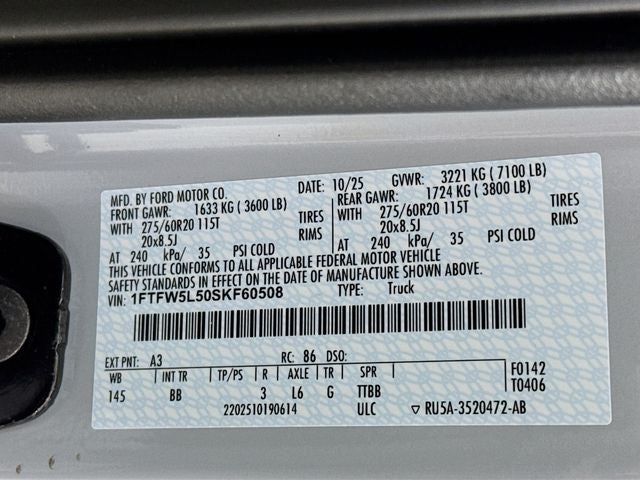 MFD. BY FORD MOTOR CO. DATE: 10/25 GVWR: 3221 KG ( 7100 LB)
FRONT GAWR: 1633 KG ( 3600 LB) REAR GAWR: 1724 KG ( 3800 LB)
WITH 275/60R20 115T TIRES WITH 275/60R20 115T TIRES
20x8.5J RIMS 20x8.5J RIMS
AT 240 kPa/ 35 PSI COLD AT 240 kPa/ 35 PSI COLD
THIS VEHICLE CONFORMS TO ALL APPLICABLE FEDERAL MOTOR VEHICLE
SAFETY STANDARDS IN EFFECT ON THE DATE OF MANUFACTURE SHOWN ABOVE.
VIN: 1FTFW5L50SKF60508 TYPE: Truck
EXT PNT: A3 RC: 86 DSO:
WB INT TR TP/PS R AXLE TR SPR F0142
145 BB 3 L6 G TTBB T0406
2202510190614 ULC ▽ RU5A-3520472-AB